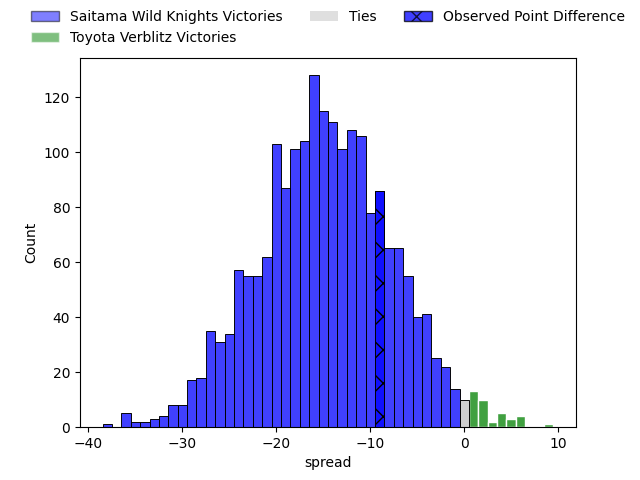 Saitama Wild Knights Victories
Toyota Verblitz Victories
Ties
Observed Point Difference
120
100
80
60
40
20
0
Count
−40
−30
−20
−10
0
10
spread